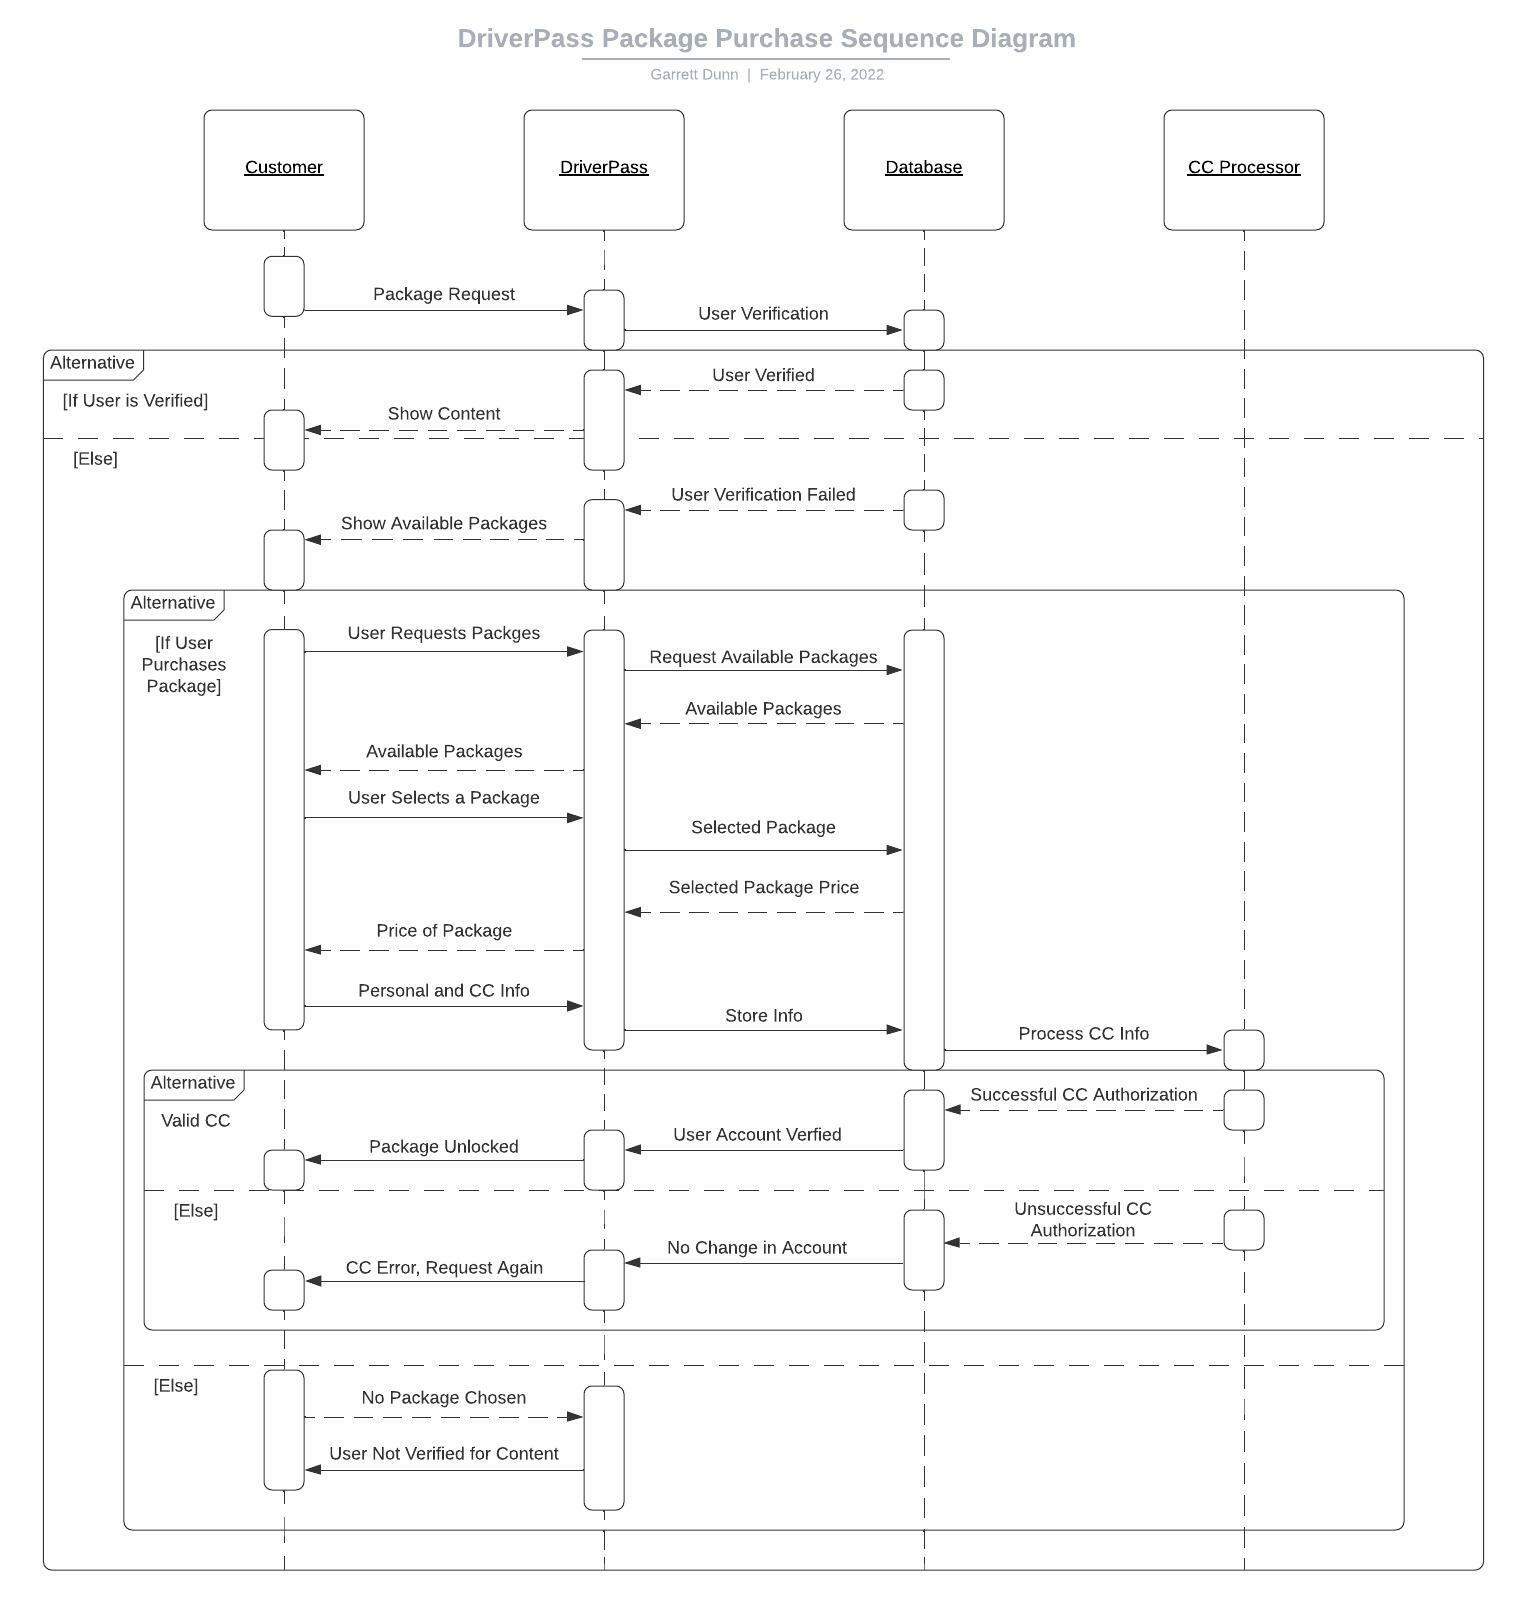 DriverPass Package Purchase Sequence Diagram
Garrett Dunn | February 26, 2022
Customer
DriverPass
Database
CC Processor
Package Request
User Verification
Alternative
User Verified
[If User is Verified]
Show Content
[Else]
User Verification Failed
Show Available Packages
Alternative
[If User
Purchases
Package]
User Requests Packges
Request Available Packages
Available Packages
Available Packages
User Selects a Package
Selected Package
Selected Package Price
Price of Package
Personal and CC Info
Store Info
Process CC Info
Alternative
Successful CC Authorization
Valid CC
User Account Verfied
Package Unlocked
[Else]
Unsuccessful CC
Authorization
No Change in Account
CC Error, Request Again
[Else]
No Package Chosen
User Not Verified for Content